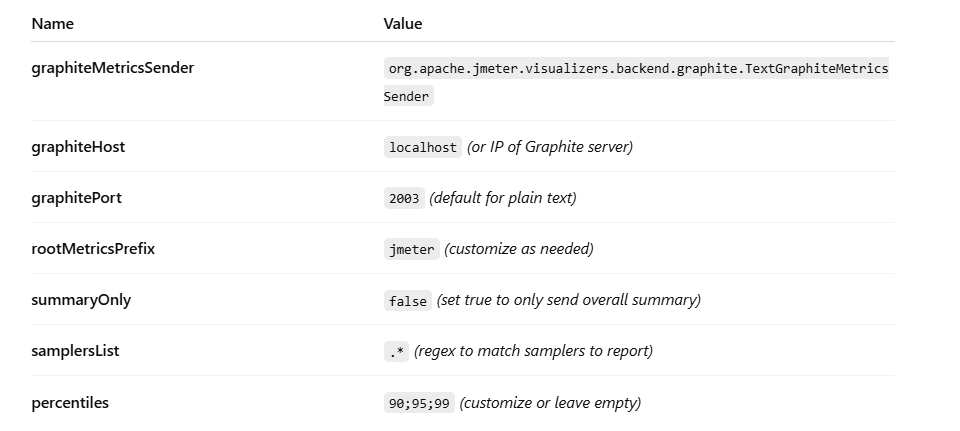 Name Value
graphiteMetricsSender org.apache.jmeter.visualizers.backend.graphite.TextGraphiteMetrics
Sender
graphiteHost localhost (or IP of Graphite server)
graphitePort 2003 (default for plain text)
rootMetricsPrefix jmeter (customize as needed)
summaryOnly false (set true to only send overall summary)
samplersList .* (regex to match samplers to report)
percentiles 90;95;99 (customize or leave empty)